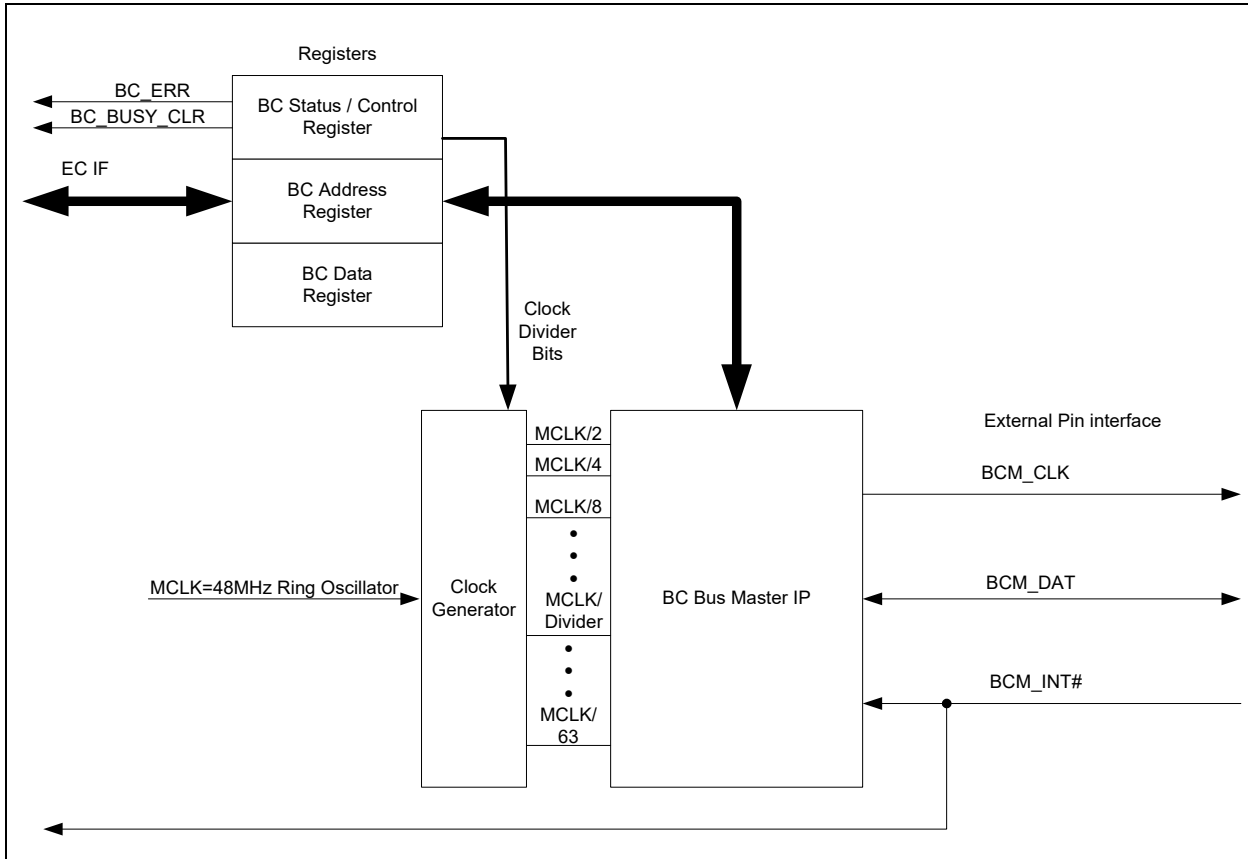 Registers
BC_ERR
BC_BUSY_CLR
BC Status / Control
Register
EC IF
BC Address
Register
BC Data
Register
Clock
Divider
Bits
External Pin interface
MCLK/2
MCLK/4
MCLK/8
MCLK/
Divider
MCLK/
63
MCLK=48MHz Ring Oscillator
Clock
Generator
BC Bus Master IP
BCM_CLK
BCM_DAT
BCM_INT#